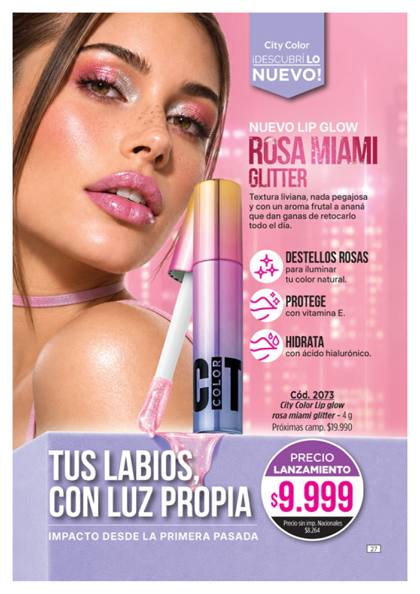 City Color
¡DESCUBRÍ LO
NUEVO!
NUEVO LIP GLOW
ROSA MIAMI
GLITTER
Textura liviana, nada pegajosa
y con un aroma frutal a ananá
que dan ganas de retocarlo
todo el día.
DESTELLOS ROSAS
para iluminar
tu color natural.
PROTEGE
con vitamina E.
HIDRATA
con ácido hialurónico.
CIT
COLOR
Cód. 2073
City Color Lip glow
rosa miami glitter - 4 g
Próximas camp. $19.990
TUS LABIOS,
CON LUZ PROPIA
IMPACTO DESDE LA PRIMERA PASADA
PRECIO
LANZAMIENTO
$9.999
Precio sin imp. Nacionales
$8.264
27